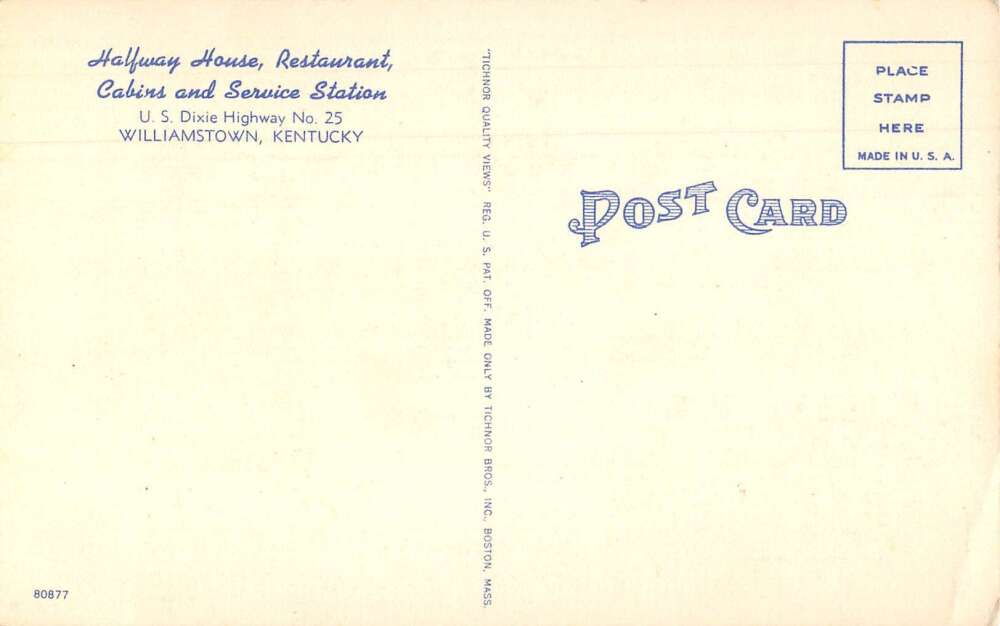 Halfway House, Restaurant,
Cabins and Service Station
U. S. Dixie Highway No. 25
WILLIAMSTOWN, KENTUCKY
"TICHNOR QUALITY VIEWS" REG. U. S. PAT. OFF. MADE ONLY BY TICHNOR BROS., INC., BOSTON, MASS.
PLACE
STAMP
HERE
MADE IN U. S. A.
POST CARD
80877